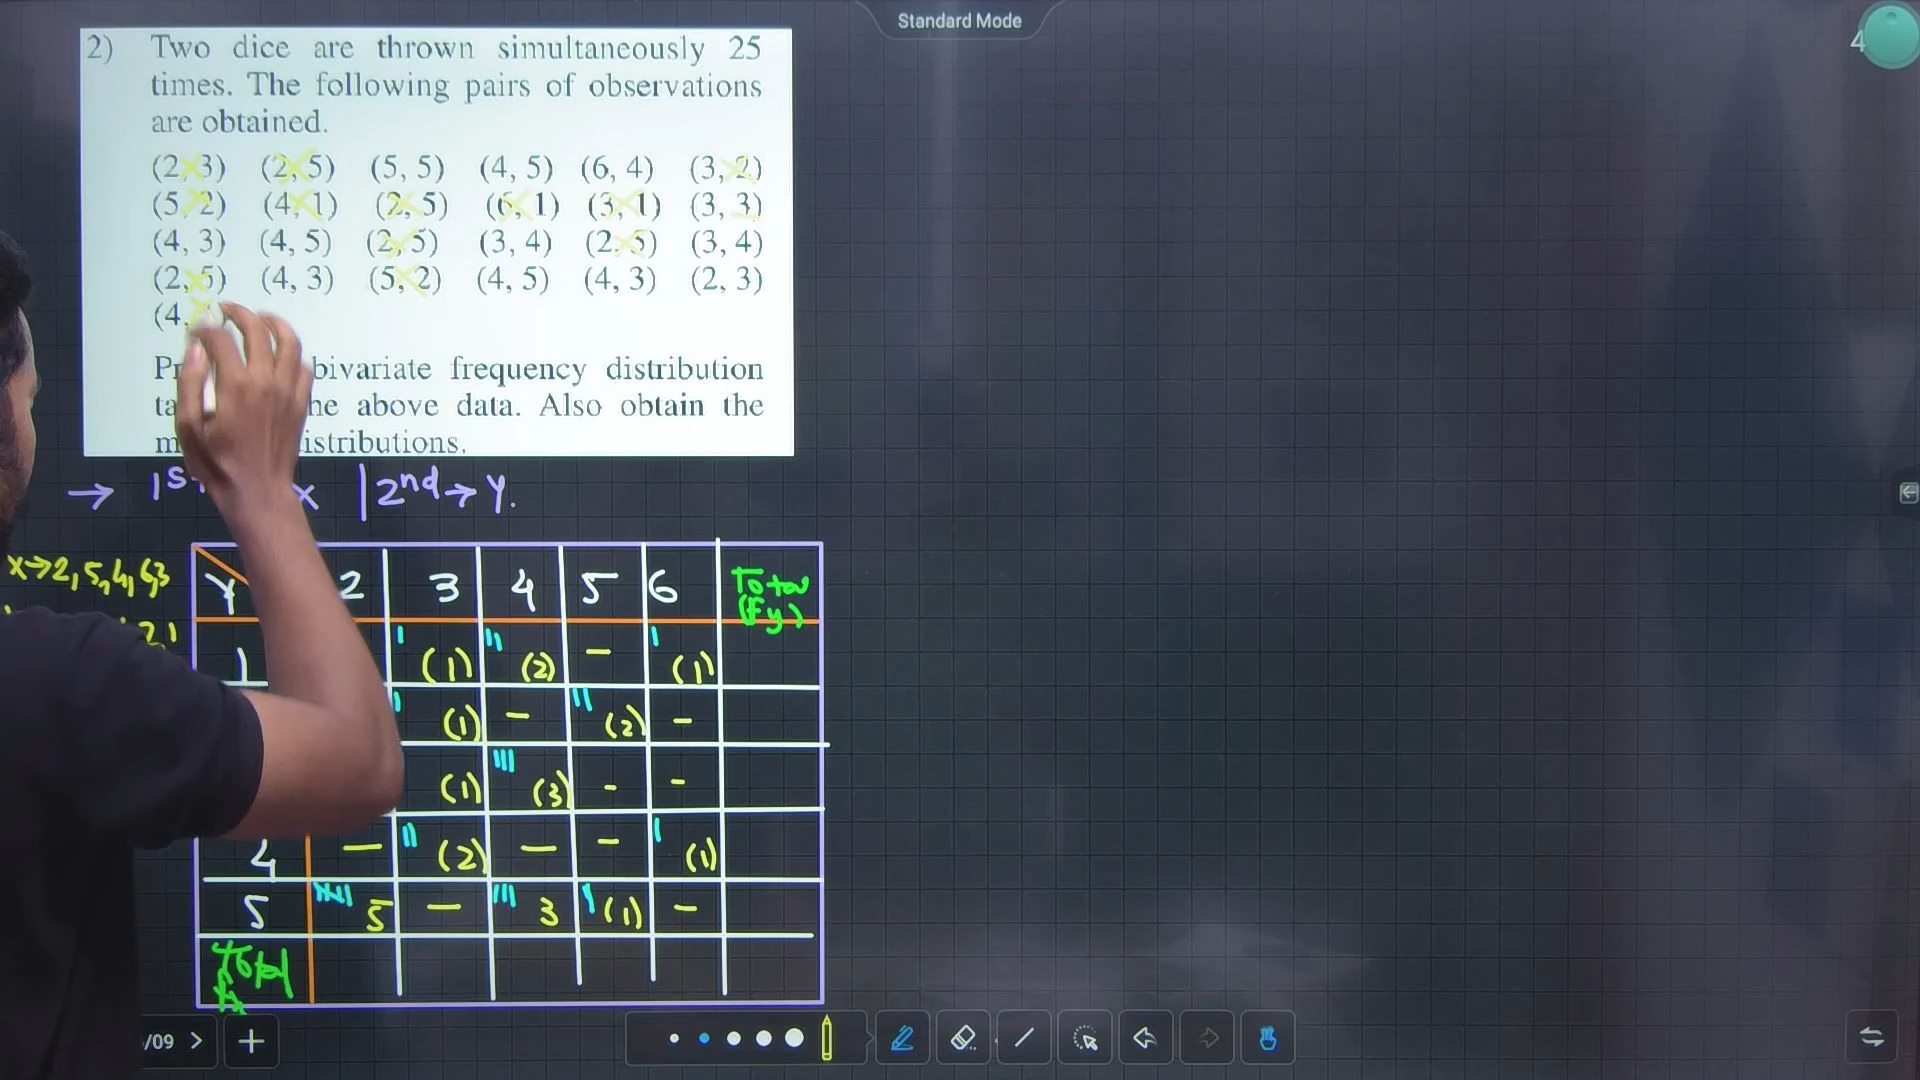 Standard Mode
4
2) Two dice are thrown simultaneously 25
times. The following pairs of observations
are obtained.
(2, 3) (2, 5) (5, 5) (4, 5) (6, 4) (3, 2)
(5, 2) (4, 1) (2, 5) (6, 1) (3, 1) (3, 3)
(4, 3) (4, 5) (2, 5) (3, 4) (2, 5) (3, 4)
(2, 5) (4, 3) (5, 2) (4, 5) (4, 3) (2, 3)
(4,
bivariate frequency distribution
he above data. Also obtain the
istributions.
→ x | 2nd → y.
x→2, 5, 4, 6, 3
2, 1
Y 2 3 4 5 6 Total
(fy)
1 | (1) || (2) - | (1)
| (1) - || (2) -
(1) ||| (3) - -
4 - || (2) - - | (1)
5 5 - ||| 3 | (1) -
Total
/09